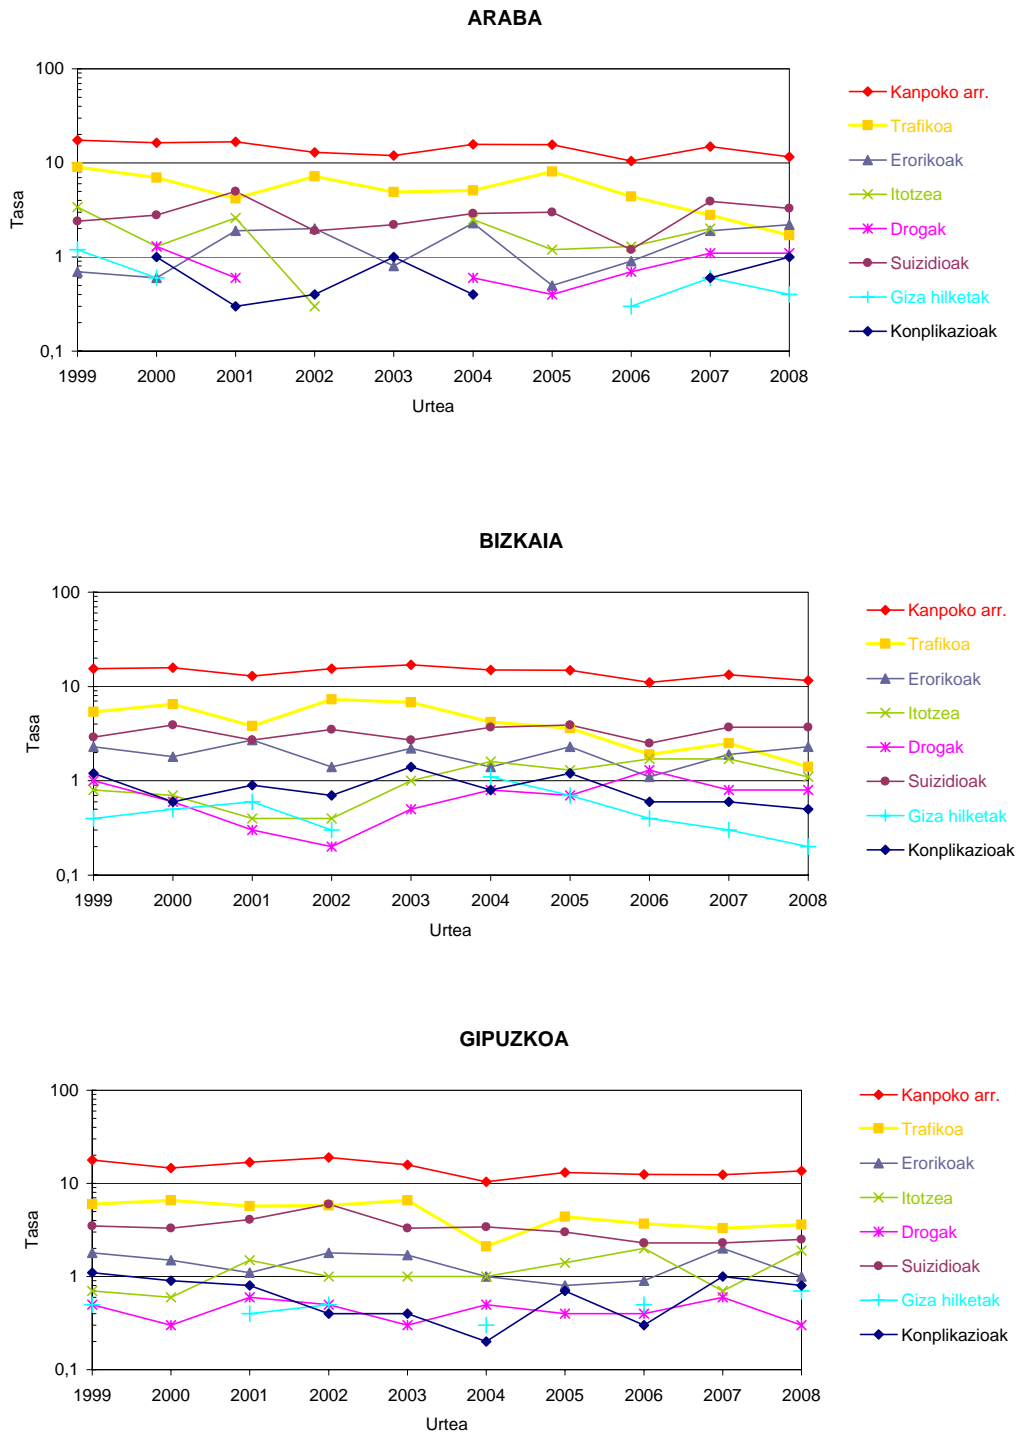 ARABA
100
10
1
0,1
Tasa
1999 2000 2001 2002 2003 2004 2005 2006 2007 2008
Urtea
Kanpoko arr.
Trafikoa
Erorikoak
Itotzea
Drogak
Suizidioak
Giza hilketak
Konplikazioak
BIZKAIA
100
10
1
0,1
Tasa
1999 2000 2001 2002 2003 2004 2005 2006 2007 2008
Urtea
Kanpoko arr.
Trafikoa
Erorikoak
Itotzea
Drogak
Suizidioak
Giza hilketak
Konplikazioak
GIPUZKOA
100
10
1
0,1
Tasa
1999 2000 2001 2002 2003 2004 2005 2006 2007 2008
Urtea
Kanpoko arr.
Trafikoa
Erorikoak
Itotzea
Drogak
Suizidioak
Giza hilketak
Konplikazioak